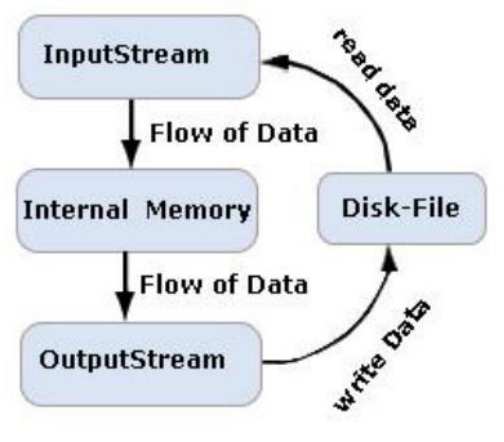 InputStream
read data
Flow of Data
Internal Memory
Disk-File
Flow of Data
OutputStream
write Data